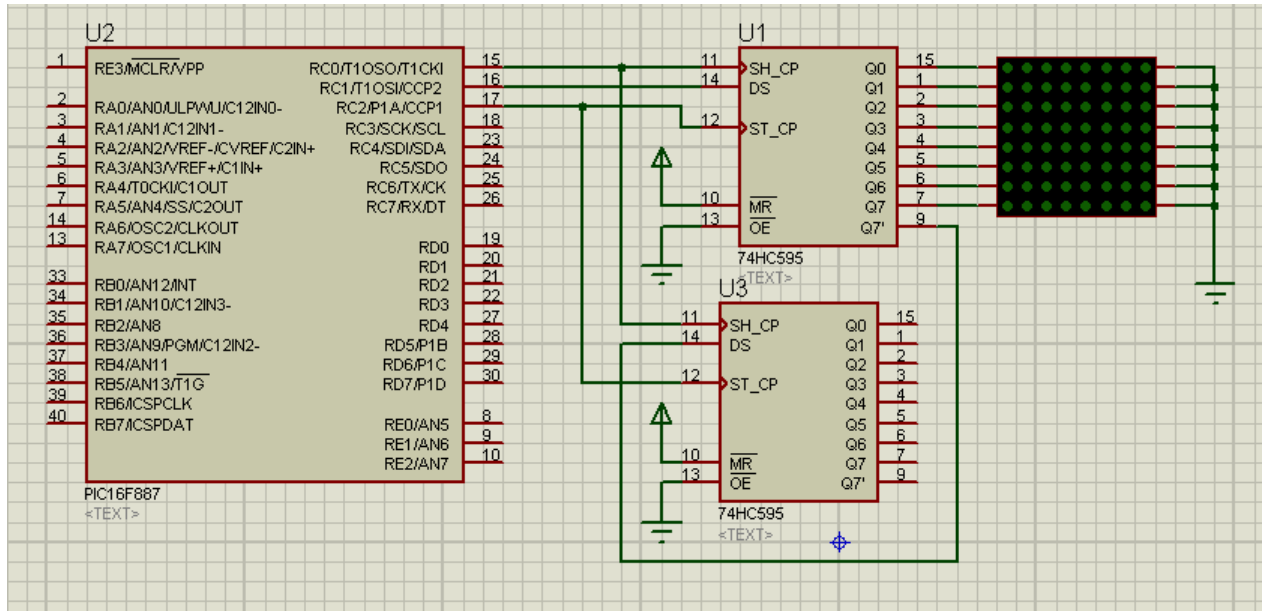 U2
1 RE3/MCLR/VPP
2 RA0/AN0/ULPWU/C12IN0-
3 RA1/AN1/C12IN1-
4 RA2/AN2/VREF-/CVREF/C2IN+
5 RA3/AN3/VREF+/C1IN+
6 RA4/T0CKI/C1OUT
7 RA5/AN4/SS/C2OUT
14 RA6/OSC2/CLKOUT
13 RA7/OSC1/CLKIN
33 RB0/AN12/INT
34 RB1/AN10/C12IN3-
35 RB2/AN8
36 RB3/AN9/PGM/C12IN2-
37 RB4/AN11
38 RB5/AN13/T1G
39 RB6/ICSPCLK
40 RB7/ICSPDAT
RC0/T1OSO/T1CKI 15
RC1/T1OSI/CCP2 16
RC2/P1A/CCP1 17
RC3/SCK/SCL 18
RC4/SDI/SDA 23
RC5/SDO 24
RC6/TX/CK 25
RC7/RX/DT 26
RD0 19
RD1 20
RD2 21
RD3 22
RD4 27
RD5/P1B 28
RD6/P1C 29
RD7/P1D 30
RE0/AN5 8
RE1/AN6 9
RE2/AN7 10
PIC16F887
<TEXT>
U1
11 SH_CP
14 DS
12 ST_CP
10 MR
13 OE
Q0 15
Q1 1
Q2 2
Q3 3
Q4 4
Q5 5
Q6 6
Q7 7
Q7' 9
74HC595
<TEXT>
U3
11 SH_CP
14 DS
12 ST_CP
10 MR
13 OE
Q0 15
Q1 1
Q2 2
Q3 3
Q4 4
Q5 5
Q6 6
Q7 7
Q7' 9
74HC595
<TEXT>